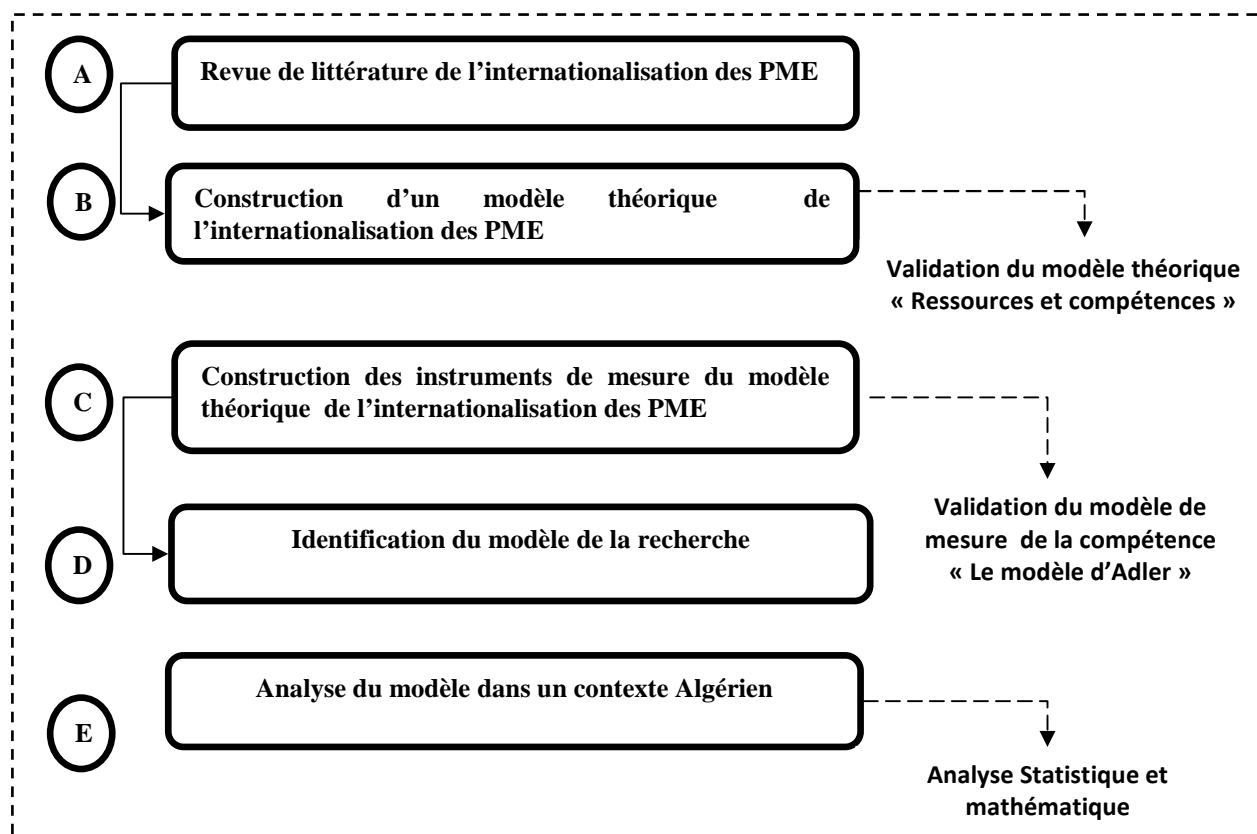 A
Revue de littérature de l’internationalisation des PME
B
Construction d’un modèle théorique de
l’internationalisation des PME
Validation du modèle théorique
« Ressources et compétences »
C
Construction des instruments de mesure du modèle
théorique de l’internationalisation des PME
Validation du modèle de
mesure de la compétence
« Le modèle d’Adler »
D
Identification du modèle de la recherche
E
Analyse du modèle dans un contexte Algérien
Analyse Statistique et
mathématique